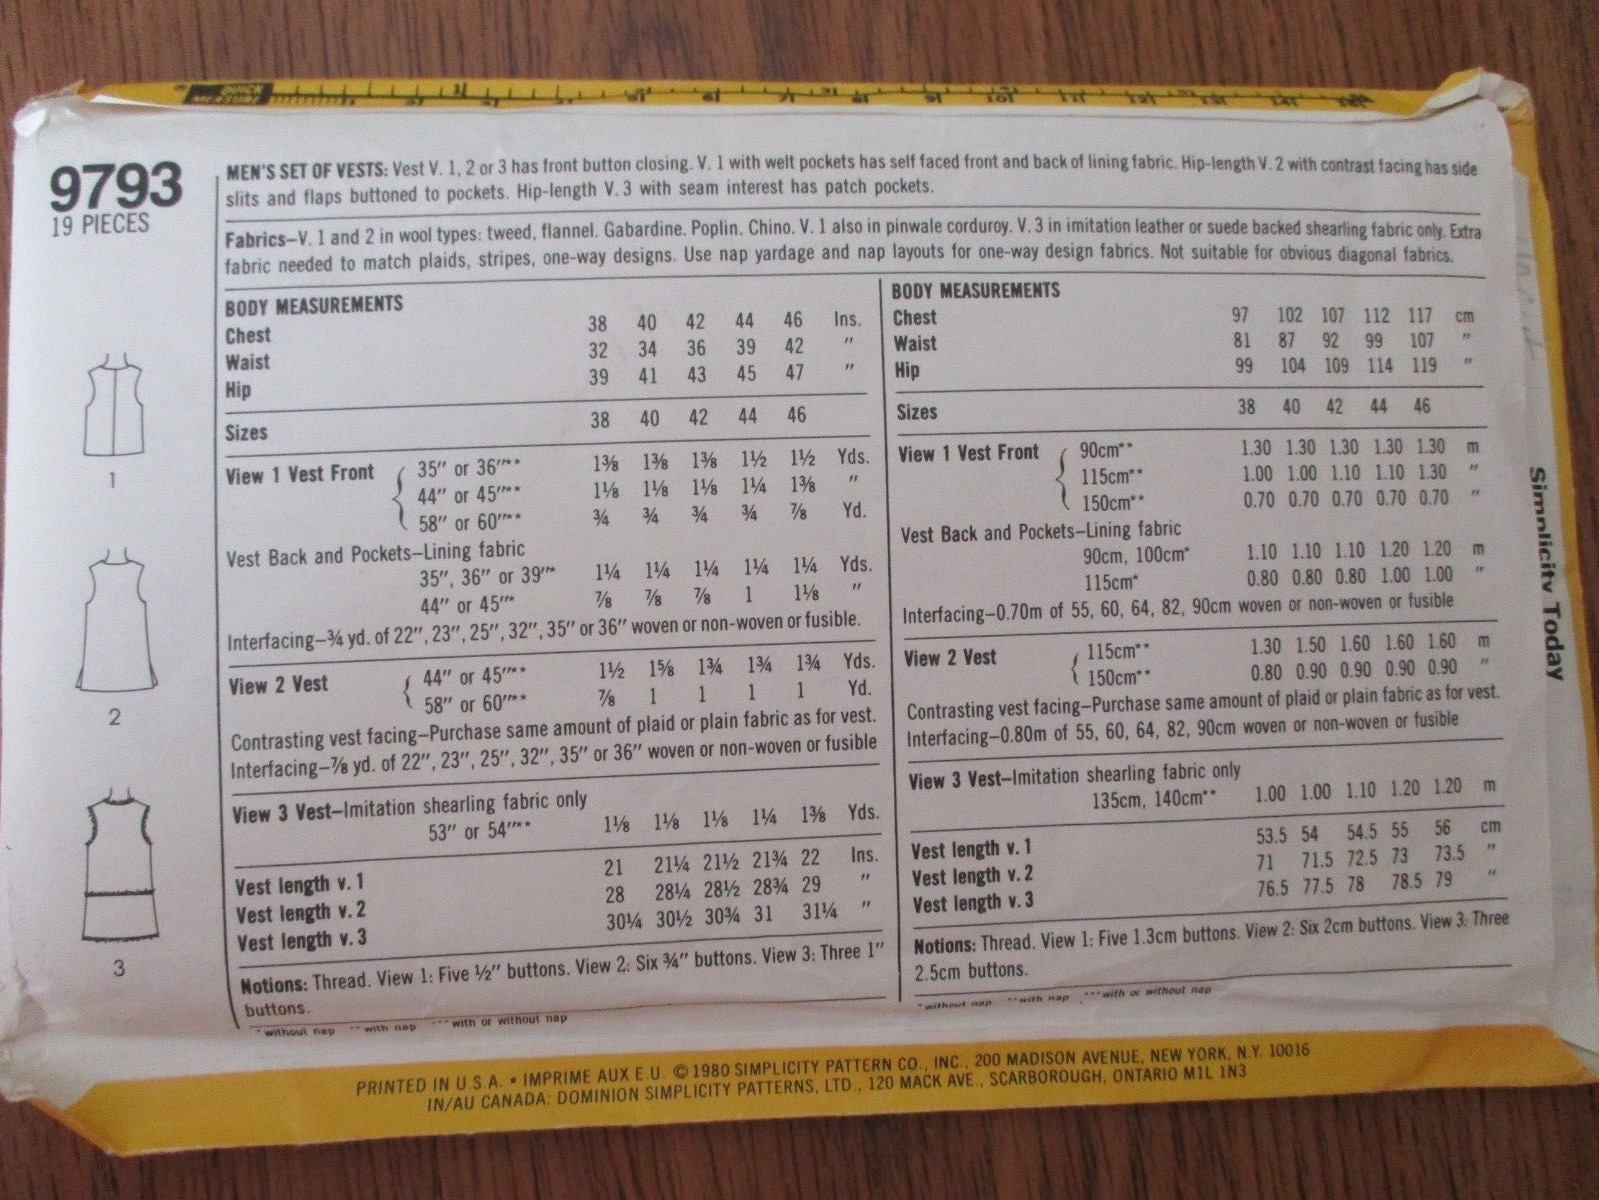 9793
19 PIECES
MEN'S SET OF VESTS: Vest V. 1, 2 or 3 has front button closing. V. 1 with welt pockets has self faced front and back of lining fabric. Hip-length V. 2 with contrast facing has side
slits and flaps buttoned to pockets. Hip-length V. 3 with seam interest has patch pockets.
Fabrics–V. 1 and 2 in wool types: tweed, flannel. Gabardine. Poplin. Chino. V. 1 also in pinwale corduroy. V. 3 in imitation leather or suede backed shearling fabric only. Extra
fabric needed to match plaids, stripes, one-way designs. Use nap yardage and nap layouts for one-way design fabrics. Not suitable for obvious diagonal fabrics.
1
2
3
BODY MEASUREMENTS
Chest 38 40 42 44 46 Ins.
Waist 32 34 36 39 42 "
Hip 39 41 43 45 47 "
Sizes 38 40 42 44 46
View 1 Vest Front 35" or 36"** 1⅜ 1⅜ 1⅜ 1½ 1½ Yds.
44" or 45"** 1⅛ 1⅛ 1⅛ 1¼ 1⅜ "
58" or 60"** ¾ ¾ ¾ ¾ ⅞ Yd.
Vest Back and Pockets–Lining fabric
35", 36" or 39"* 1¼ 1¼ 1¼ 1¼ 1¼ Yds.
44" or 45"* ⅞ ⅞ ⅞ 1 1⅛ "
Interfacing–¾ yd. of 22", 23", 25", 32", 35" or 36" woven or non-woven or fusible.
View 2 Vest 44" or 45"** 1½ 1⅝ 1¾ 1¾ 1¾ Yds.
58" or 60"** ⅞ 1 1 1 1 Yd.
Contrasting vest facing–Purchase same amount of plaid or plain fabric as for vest.
Interfacing–⅞ yd. of 22", 23", 25", 32", 35" or 36" woven or non-woven or fusible
View 3 Vest–Imitation shearling fabric only
53" or 54"** 1⅛ 1⅛ 1⅛ 1¼ 1⅜ Yds.
Vest length v. 1 21 21¼ 21½ 21¾ 22 Ins.
Vest length v. 2 28 28¼ 28½ 28¾ 29 "
Vest length v. 3 30¼ 30½ 30¾ 31 31¼ "
Notions: Thread. View 1: Five ½" buttons. View 2: Six ¾" buttons. View 3: Three 1"
buttons.
*without nap **with nap ***with or without nap
BODY MEASUREMENTS
Chest 97 102 107 112 117 cm
Waist 81 87 92 99 107 "
Hip 99 104 109 114 119 "
Sizes 38 40 42 44 46
View 1 Vest Front 90cm** 1.30 1.30 1.30 1.30 1.30 m
115cm** 1.00 1.00 1.10 1.10 1.30 "
150cm** 0.70 0.70 0.70 0.70 0.70 "
Vest Back and Pockets–Lining fabric
90cm, 100cm* 1.10 1.10 1.10 1.20 1.20 m
115cm* 0.80 0.80 0.80 1.00 1.00 "
Interfacing–0.70m of 55, 60, 64, 82, 90cm woven or non-woven or fusible
View 2 Vest 115cm** 1.30 1.50 1.60 1.60 1.60 m
150cm** 0.80 0.90 0.90 0.90 0.90 "
Contrasting vest facing–Purchase same amount of plaid or plain fabric as for vest.
Interfacing–0.80m of 55, 60, 64, 82, 90cm woven or non-woven or fusible
View 3 Vest–Imitation shearling fabric only
135cm, 140cm** 1.00 1.00 1.10 1.20 1.20 m
Vest length v. 1 53.5 54 54.5 55 56 cm
Vest length v. 2 71 71.5 72.5 73 73.5 "
Vest length v. 3 76.5 77.5 78 78.5 79 "
Notions: Thread. View 1: Five 1.3cm buttons. View 2: Six 2cm buttons. View 3: Three
2.5cm buttons.
*without nap **with nap ***with or without nap
Simplicity Today
PRINTED IN U.S.A. • IMPRIME AUX E.U. © 1980 SIMPLICITY PATTERN CO., INC., 200 MADISON AVENUE, NEW YORK, N.Y. 10016
IN/AU CANADA: DOMINION SIMPLICITY PATTERNS, LTD., 120 MACK AVE., SCARBOROUGH, ONTARIO M1L 1N3